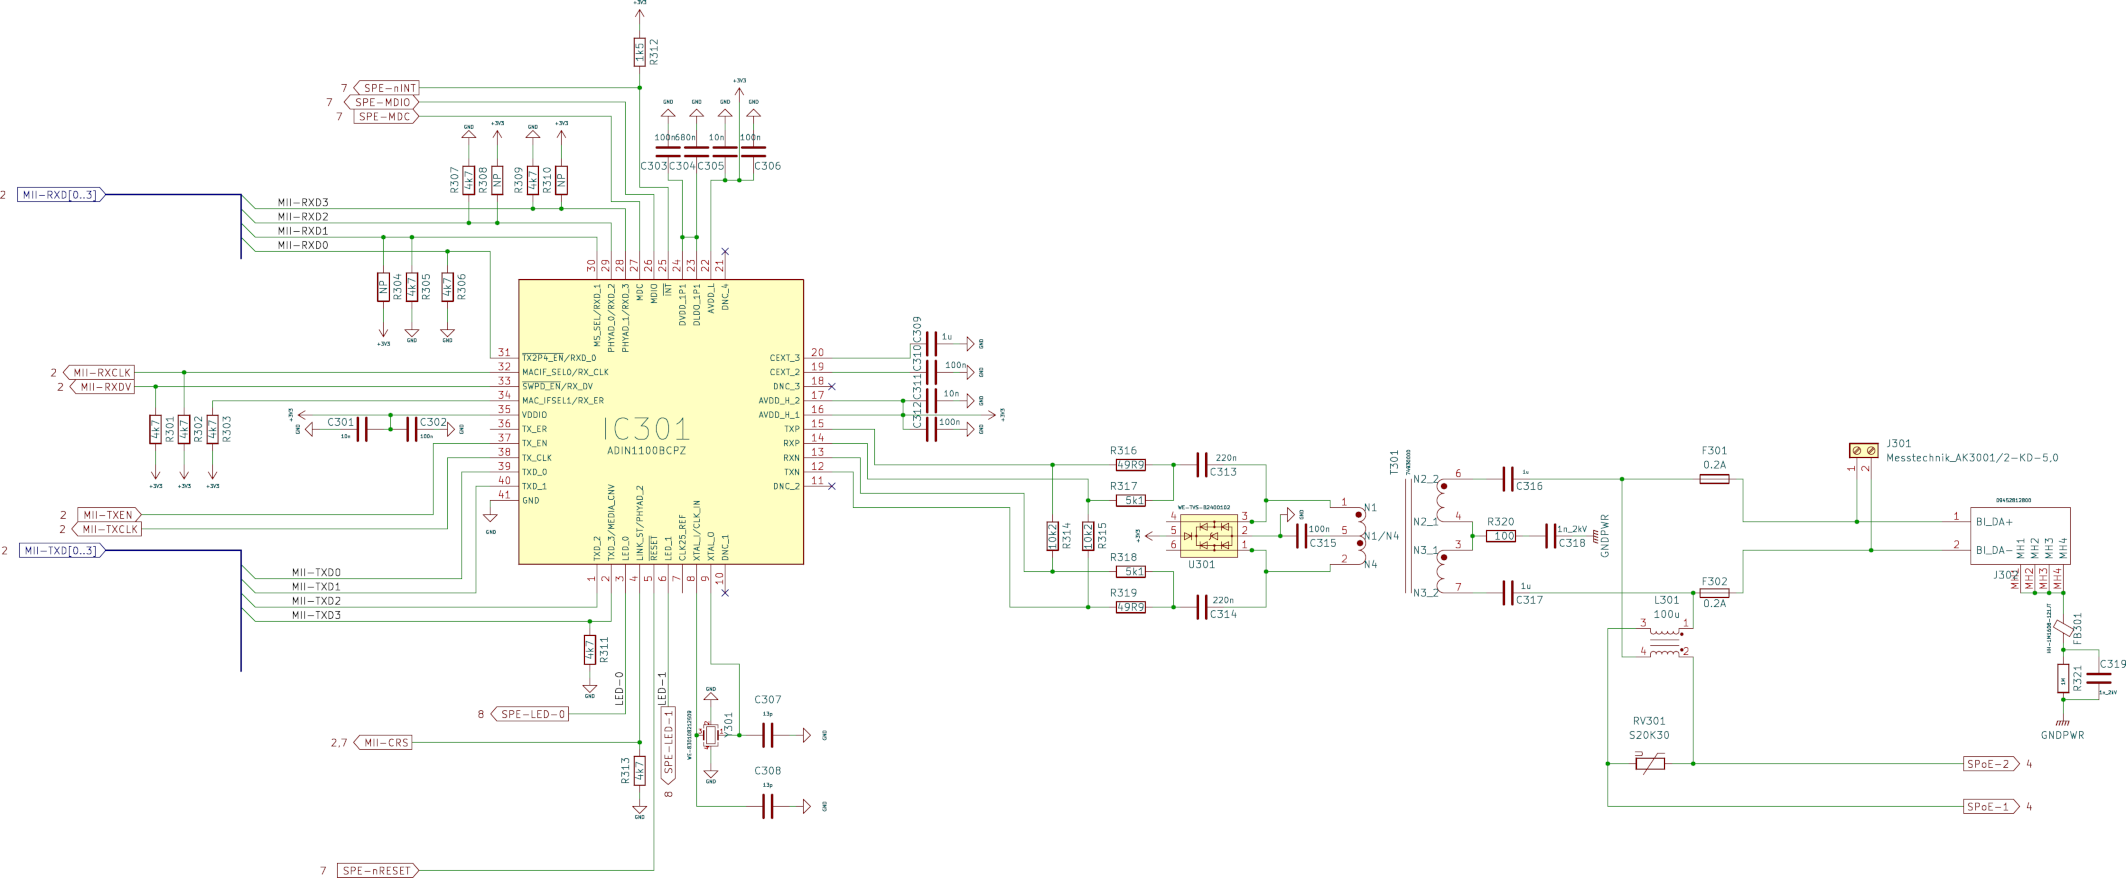 +3V3
1k5
R312
7 SPE-nINT
7 SPE-MDIO
7 SPE-MDC
+3V3
GND
GND
GND
GND
100n
680n
10n
100n
C303
C304
C305
C306
GND
+3V3
GND
+3V3
R307
4k7
R308
NP
R309
4k7
R310
NP
2 MII-RXD[0..3]
MII-RXD3
MII-RXD2
MII-RXD1
MII-RXD0
NP
R304
4k7
R305
4k7
R306
+3V3
GND
GND
30
29
28
27
26
25
24
23
22
21
MS_SEL/RXD_1
PHYAD_0/RXD_2
PHYAD_1/RXD_3
MDC
MDIO
INT
DVDD_1P1
DLDO_1P1
AVDD_L
DNC_4
31 TX2P4_EN/RXD_0
32 MACIF_SEL0/RX_CLK
33 SWPD_EN/RX_DV
34 MAC_IFSEL1/RX_ER
35 VDDIO
36 TX_ER
37 TX_EN
38 TX_CLK
39 TXD_0
40 TXD_1
41 GND
IC301
ADIN1100BCPZ
CEXT_3 20
CEXT_2 19
DNC_3 18
AVDD_H_2 17
AVDD_H_1 16
TXP 15
RXP 14
RXN 13
TXN 12
DNC_2 11
TXD_2
TXD_3/MEDIA_CNV
LED_0
LINK_ST/PHYAD_2
RESET
LED_1
CLK25_REF
XTAL_I/CLK_IN
XTAL_O
DNC_1
1
2
3
4
5
6
7
8
9
10
2 MII-RXCLK
2 MII-RXDV
4k7
R301
4k7
R302
4k7
R303
+3V3
+3V3
+3V3
+3V3
GND
C301
10n
C302
100n
GND
GND
2 MII-TXEN
2 MII-TXCLK
2 MII-TXD[0..3]
MII-TXD0
MII-TXD1
MII-TXD2
MII-TXD3
4k7
R311
GND
LED-0
LED-1
8 SPE-LED-0
SPE-LED-1
8
2,7 MII-CRS
R313
4k7
GND
7 SPE-nRESET
GND
GND
WE-830108212609
C307
13p
GND
C308
13p
GND
C309
1u
GND
C310
100n
GND
C311
10n
GND
C312
100n
GND
+3V3
R316
49R9
R317
5k1
10k2
R314
10k2
R315
R318
5k1
R319
49R9
220n
C313
220n
C314
WE-TVS-82400102
4
5
6
3
2
1
U301
+3V3
GND
100n
C315
T301
1
5
2
N1
N1/N4
N4
N2_2
N2_1
N3_1
N3_2
6
4
3
7
R320
100
1n_2kV
C318
GNDPWR
1u
C316
1u
C317
F301
0.2A
F302
0.2A
L301
100u
3
1
4
2
RV301
S20K30
J301
Messtechnik_AK3001/2-KD-5,0
1
2
09452812800
1 BI_DA+
2 BI_DA-
MH1
MH2
MH3
MH4
MH1
MH2
MH3
MH4
FB301
1M
R321
C319
1n_2kV
GNDPWR
SPoE-2 4
SPoE-1 4